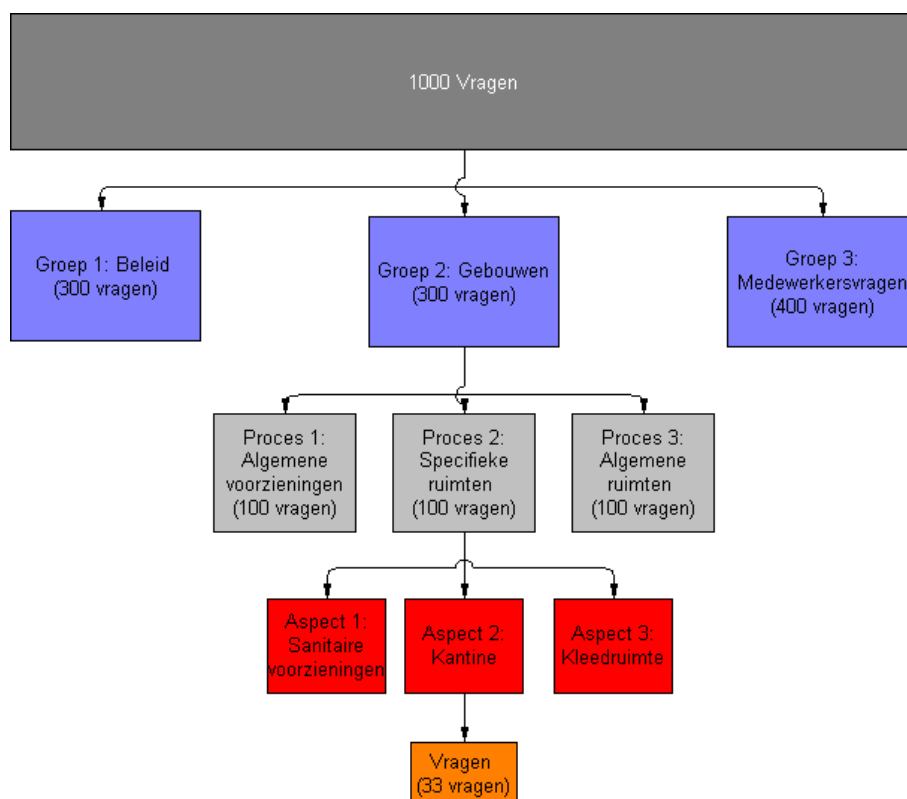 1000 Vragen
Groep 1: Beleid
(300 vragen)
Groep 2: Gebouwen
(300 vragen)
Groep 3:
Medewerkersvragen
(400 vragen)
Proces 1:
Algemene
voorzieningen
(100 vragen)
Proces 2:
Specifieke
ruimten
(100 vragen)
Proces 3:
Algemene
ruimten
(100 vragen)
Aspect 1:
Sanitaire
voorzieningen
Aspect 2:
Kantine
Aspect 3:
Kleedruimte
Vragen
(33 vragen)